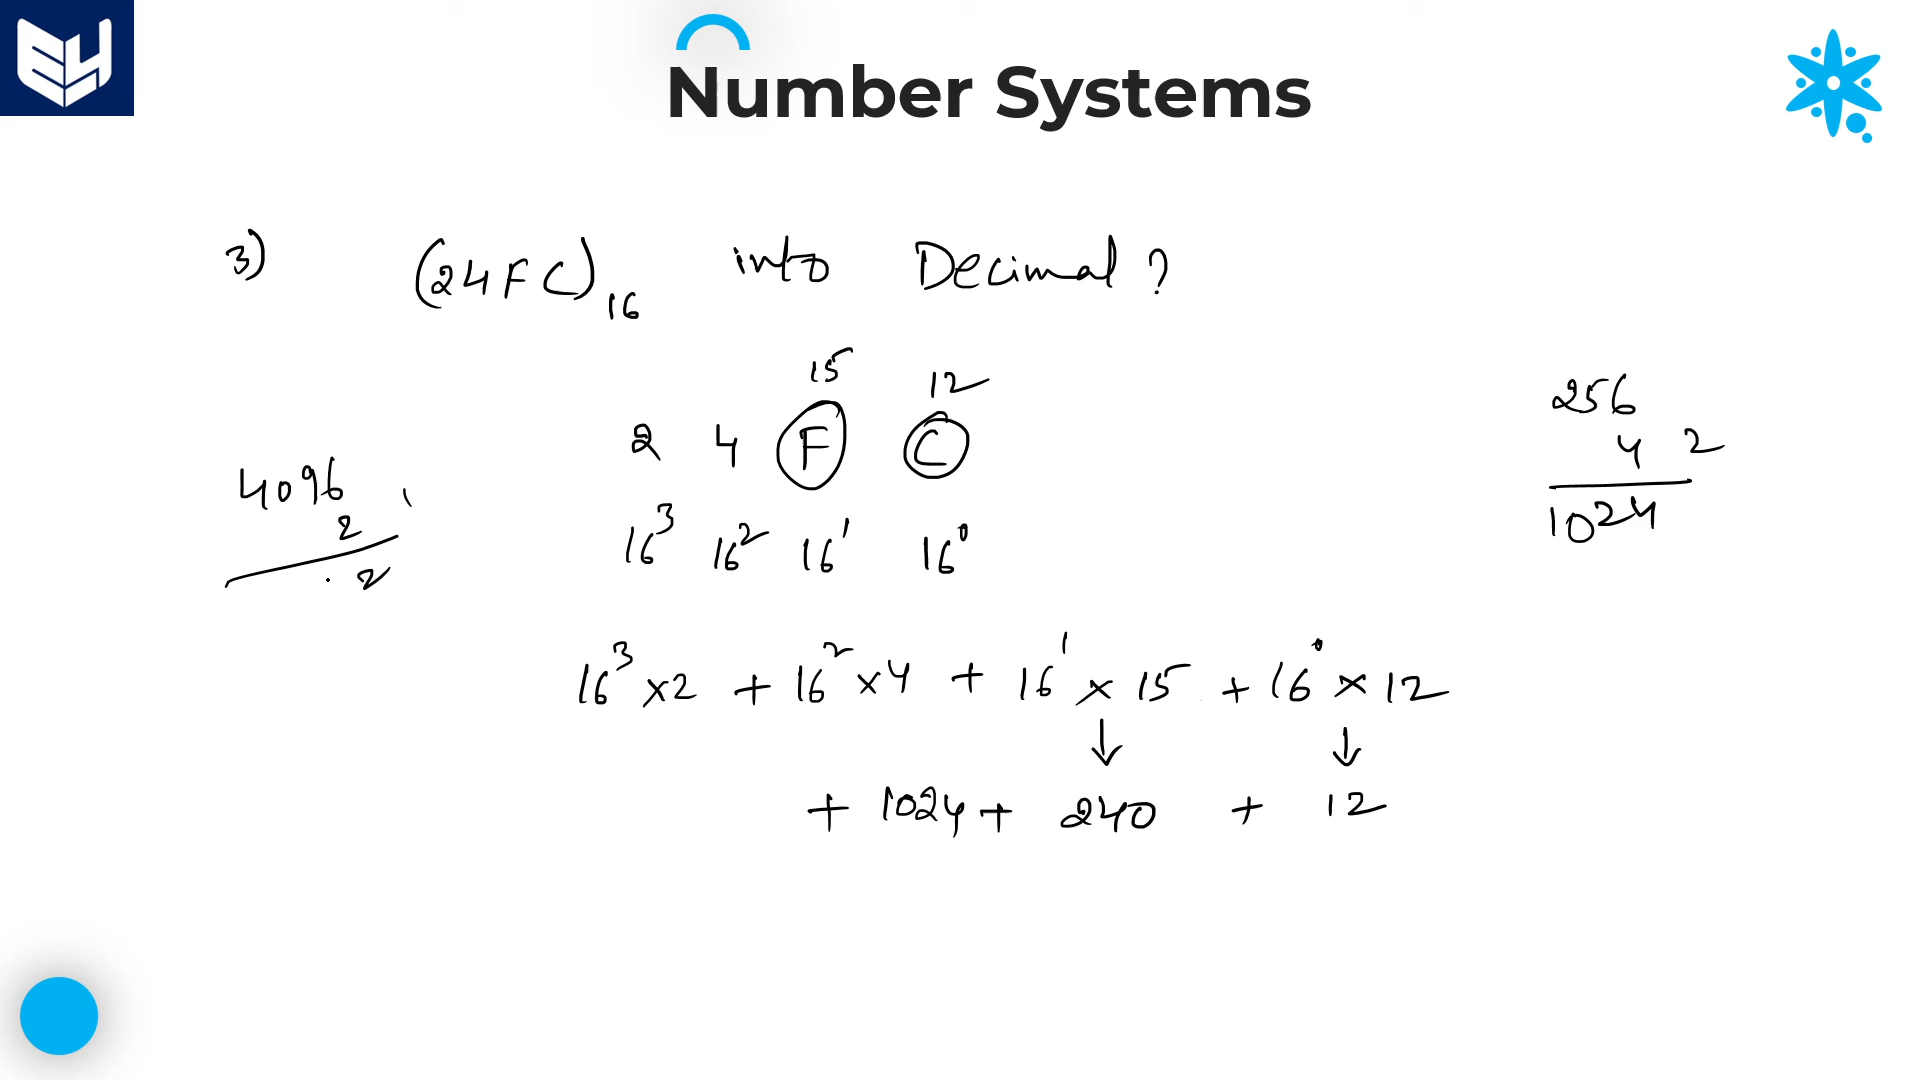 Number Systems
3) (24FC)₁₆ into Decimal?
15 12
2 4 F C
16³ 16² 16¹ 16⁰
4096
2
2
256
4 2
1024
16³ x2 + 16² x4 + 16¹ x 15 + 16⁰ x 12
↓ ↓
+ 1024 + 240 + 12